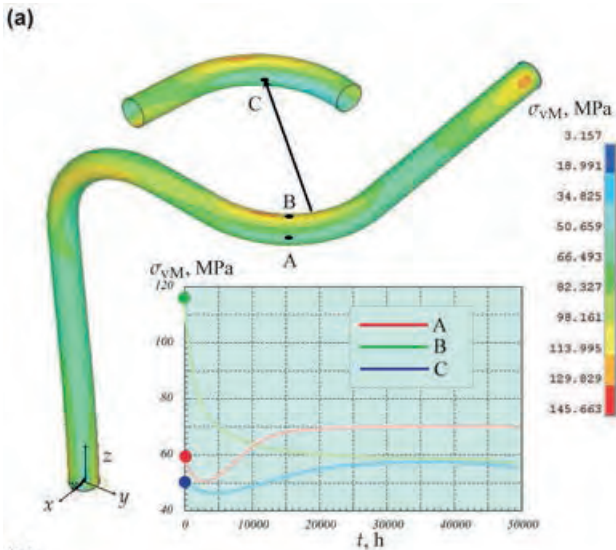 (a)
C
σvM, MPa
3.157
18.991
34.825
50.659
66.493
82.327
98.161
113.995
129.829
145.663
B
A
σvM, MPa
120
100
80
60
40
A
B
C
z
x
y
0
10000
20000
30000
40000
50000
t, h